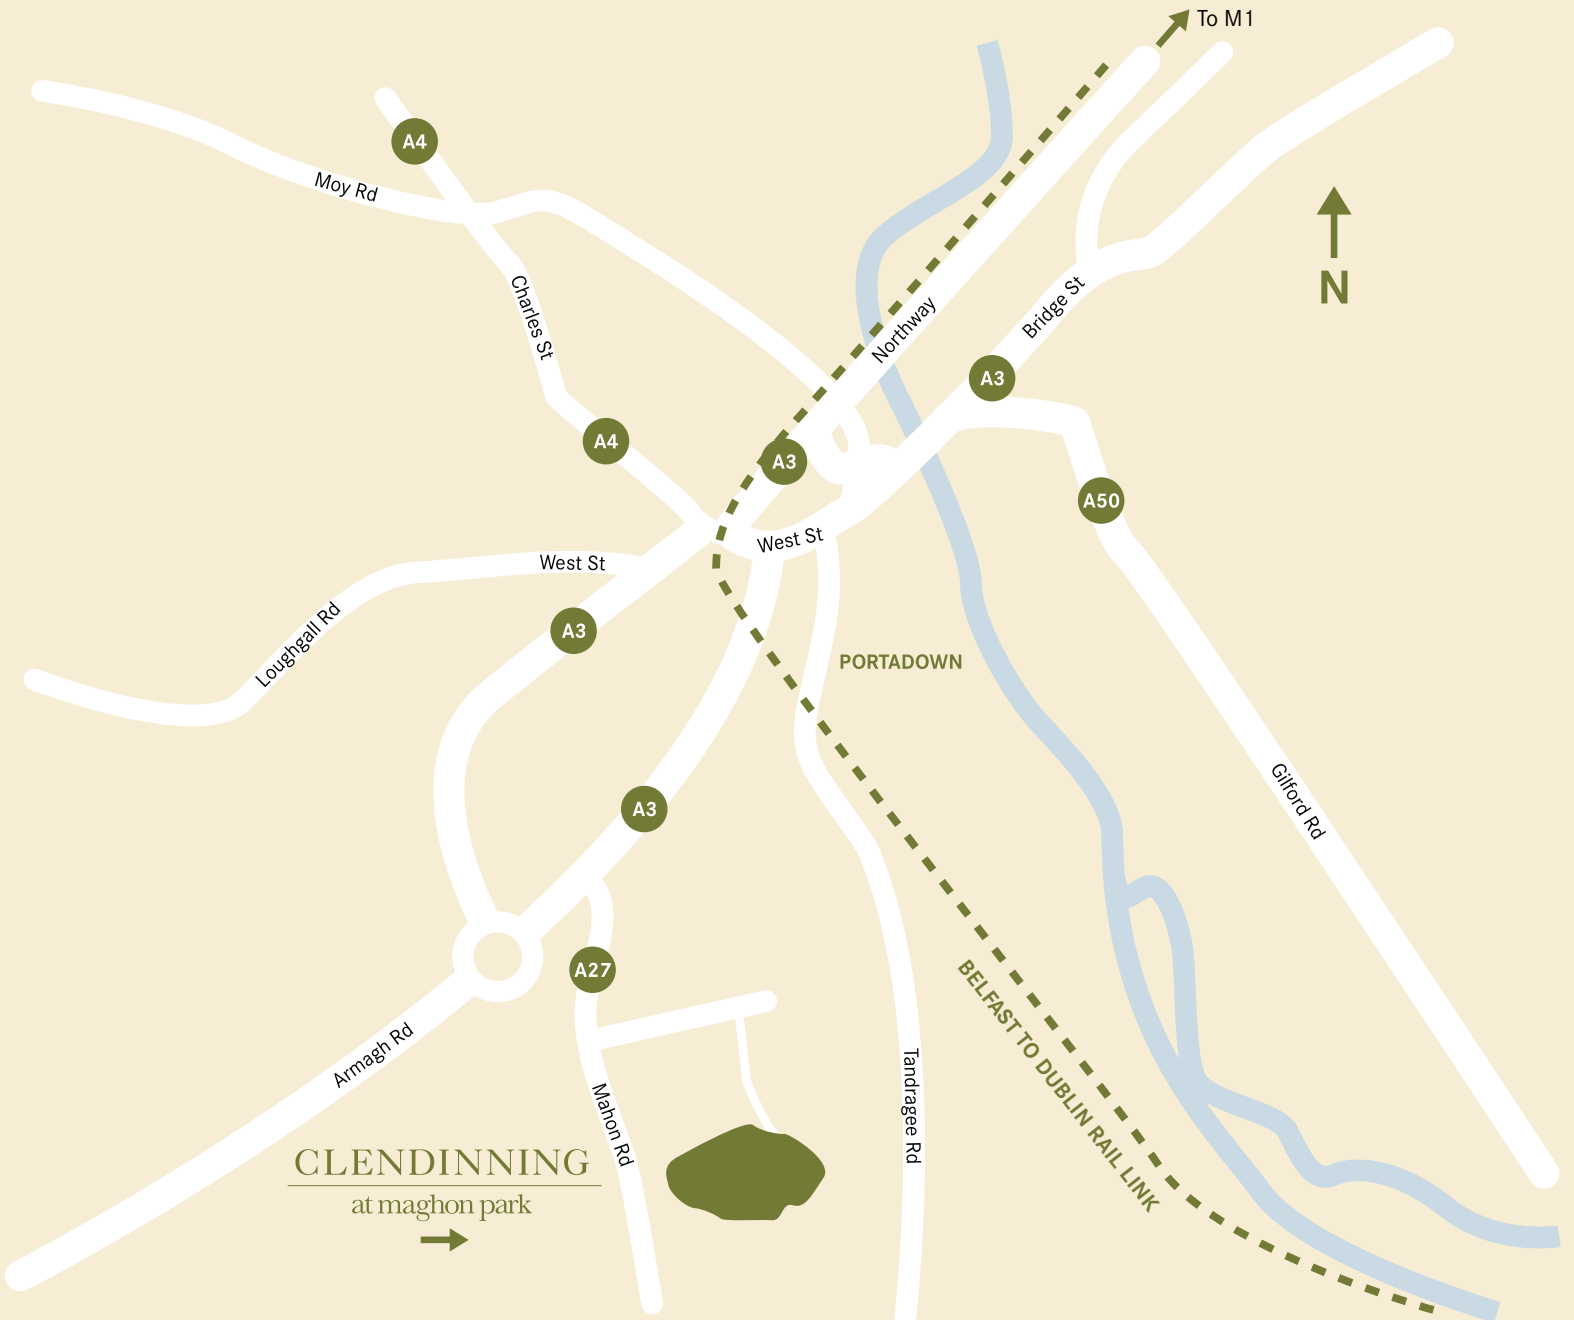 To M1
A4
Moy Rd
N
Charles St
Northway
Bridge St
A3
A4
A3
A50
West St
West St
Loughgall Rd
A3
PORTADOWN
Gilford Rd
A3
A27
BELFAST TO DUBLIN RAIL LINK
Armagh Rd
Mahon Rd
Tandragee Rd
CLENDINNING
at maghon park